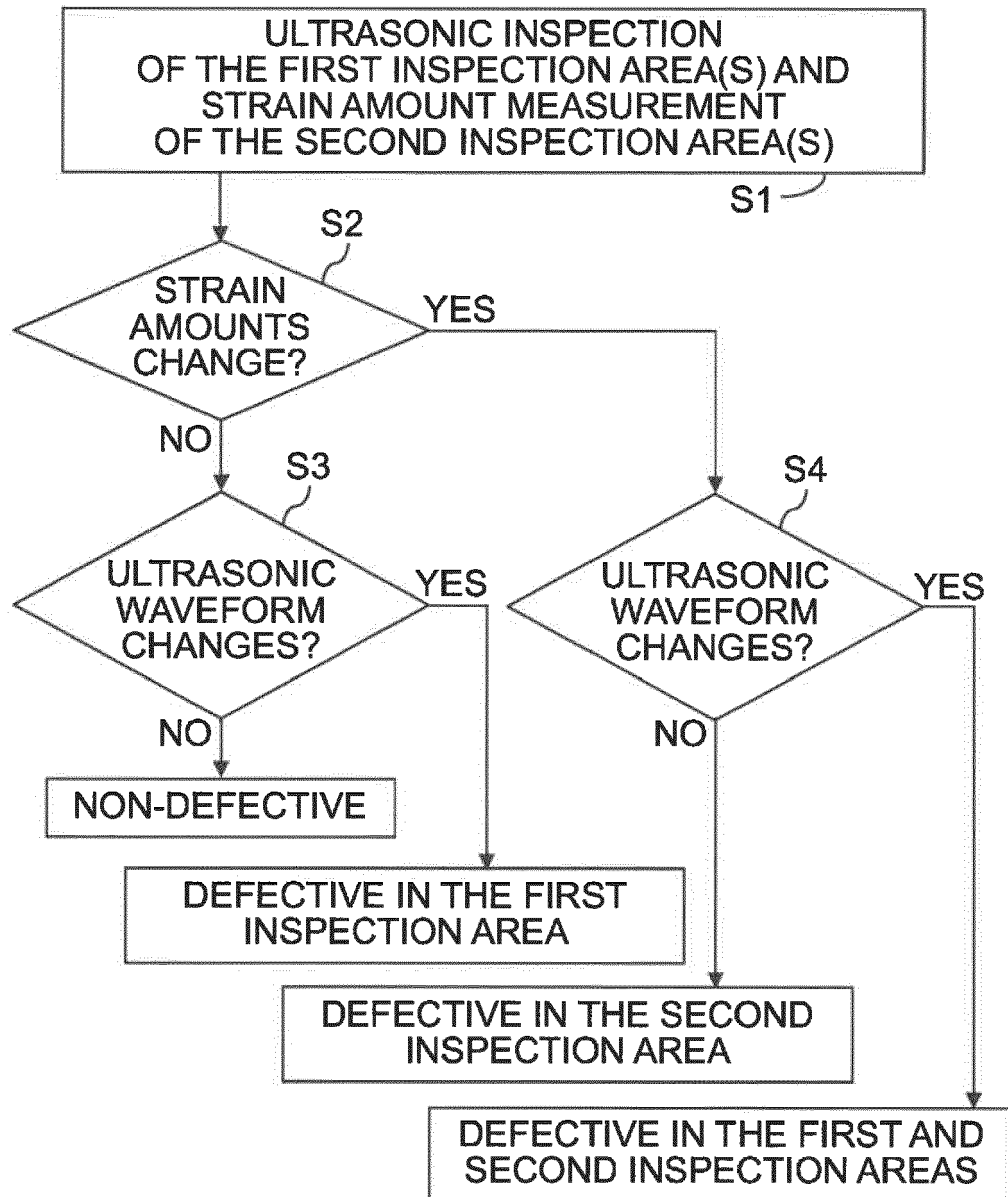 ULTRASONIC INSPECTION
OF THE FIRST INSPECTION AREA(S) AND
STRAIN AMOUNT MEASUREMENT
OF THE SECOND INSPECTION AREA(S)
S1
S2
STRAIN
AMOUNTS
CHANGE?
YES
NO
S3
ULTRASONIC
WAVEFORM
CHANGES?
YES
NO
S4
ULTRASONIC
WAVEFORM
CHANGES?
YES
NO
NON-DEFECTIVE
DEFECTIVE IN THE FIRST
INSPECTION AREA
DEFECTIVE IN THE SECOND
INSPECTION AREA
DEFECTIVE IN THE FIRST AND
SECOND INSPECTION AREAS